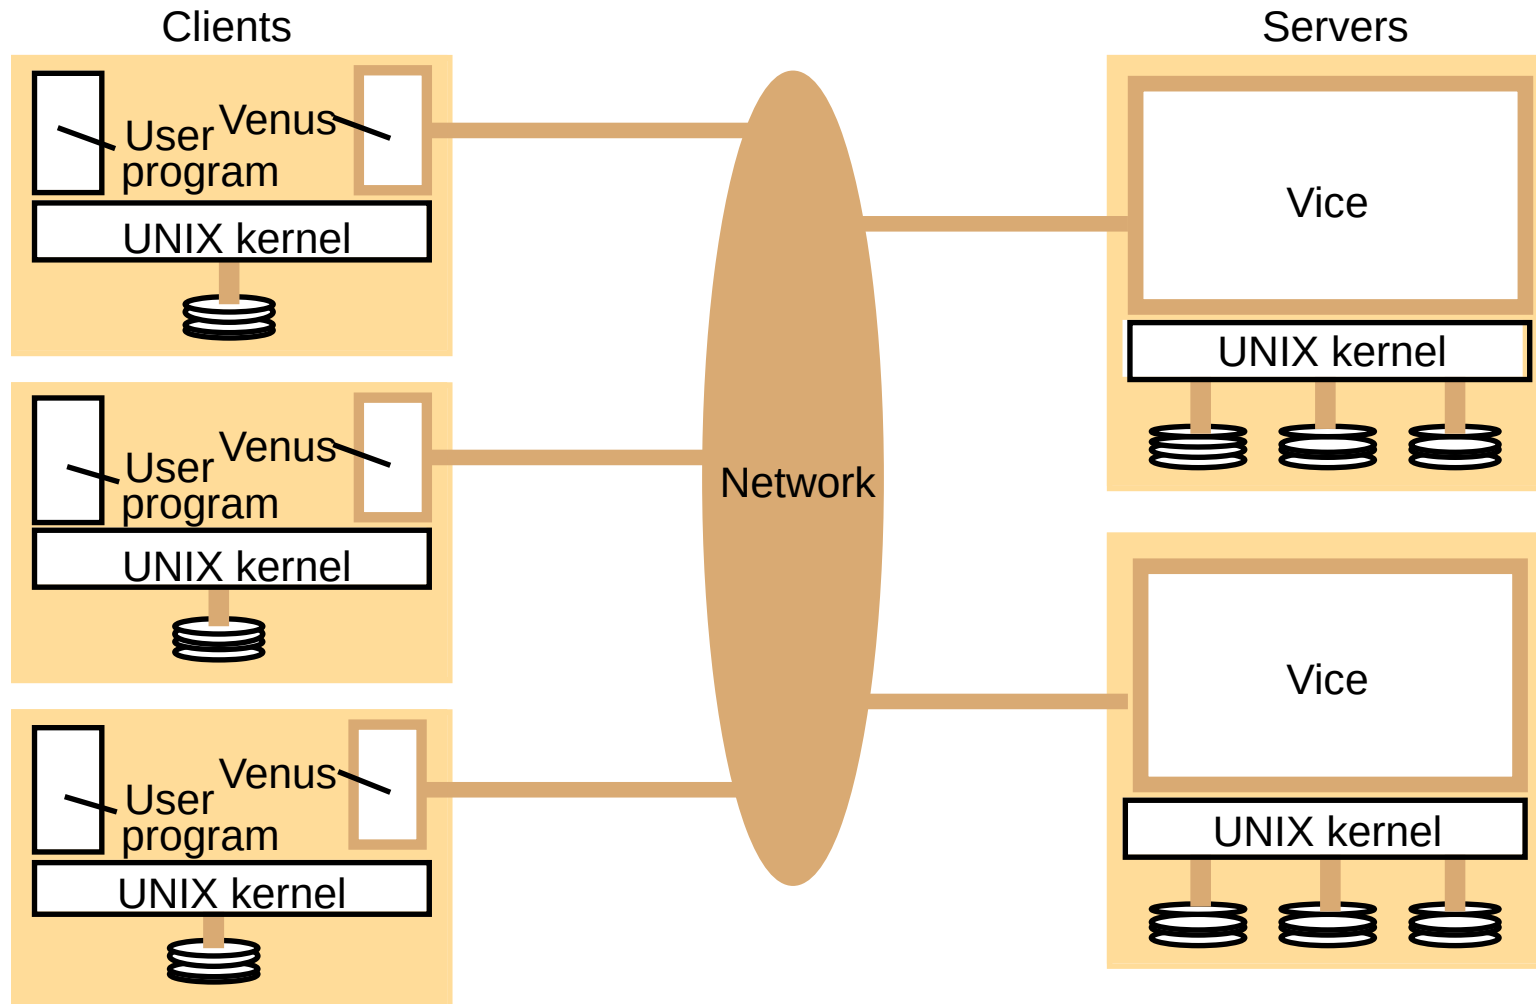 Clients
Servers
User
program
Venus
UNIX kernel
User
program
Venus
UNIX kernel
User
program
Venus
UNIX kernel
Network
Vice
UNIX kernel
Vice
UNIX kernel